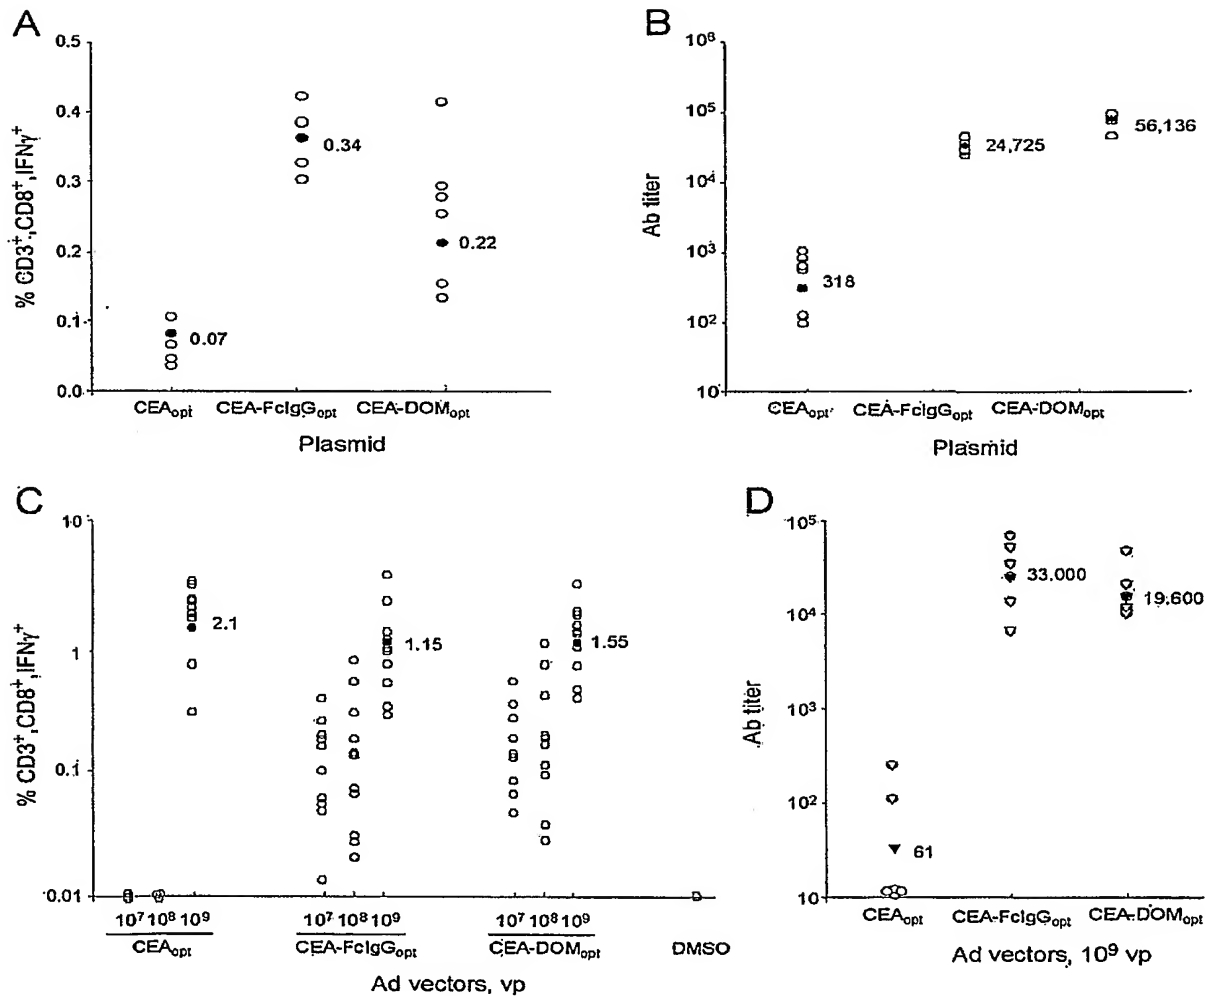 A
0.5
0.4
0.3
0.2
0.1
0.0
% CD3+,CD8+,IFNγ+
0.34
0.22
0.07
CEAopt
CEA-FcIgGopt
CEA-DOMopt
Plasmid
B
10⁶
10⁵
10⁴
10³
10²
10
Ab titer
56,136
24,725
318
CEAopt
CEA-FcIgGopt
CEA-DOMopt
Plasmid
C
10
1
0.1
0.01
% CD3+,CD8+,IFNγ+
2.1
1.15
1.55
10⁷ 10⁸ 10⁹
10⁷ 10⁸ 10⁹
10⁷ 10⁸ 10⁹
CEAopt
CEA-FcIgGopt
CEA-DOMopt
DMSO
Ad vectors, vp
D
10⁵
10⁴
10³
10²
10
Ab titer
33.000
19.600
61
CEAopt
CEA-FcIgGopt
CEA-DOMopt
Ad vectors, 10⁹ vp